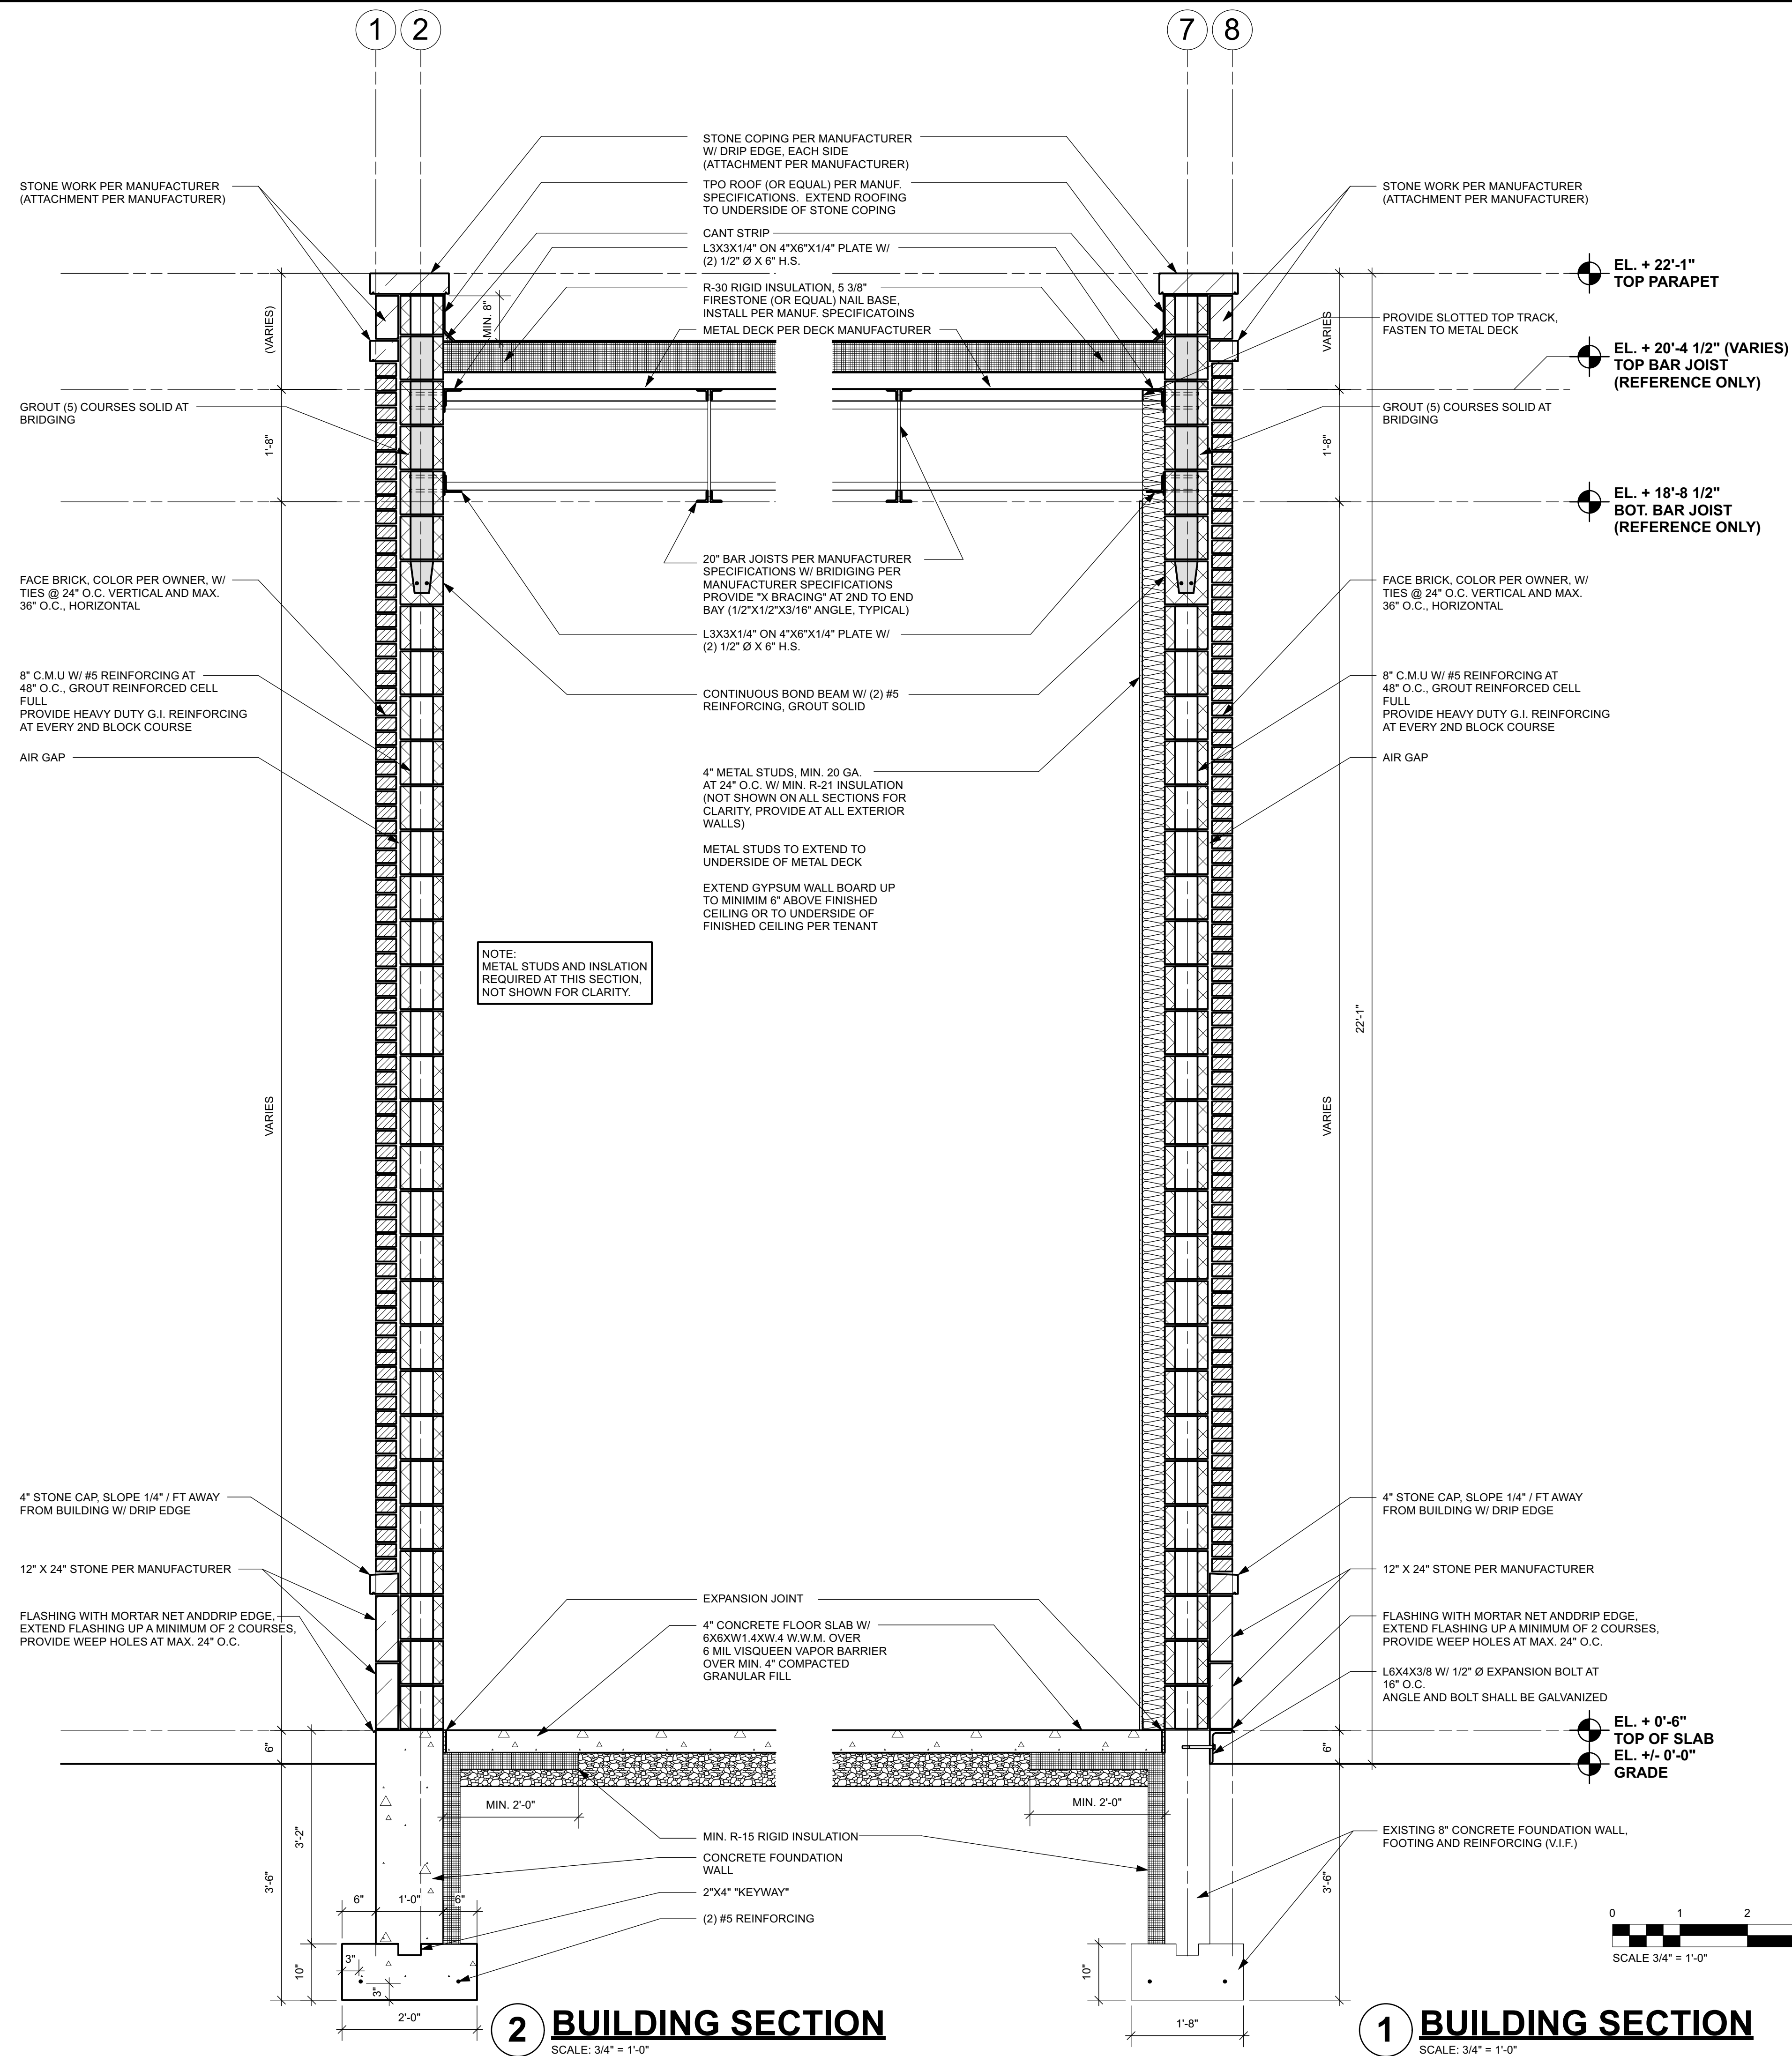 1
2
7
8
STONE COPING PER MANUFACTURER
W/ DRIP EDGE, EACH SIDE
(ATTACHMENT PER MANUFACTURER)
TPO ROOF (OR EQUAL) PER MANUF.
SPECIFICATIONS. EXTEND ROOFING
TO UNDERSIDE OF STONE COPING
CANT STRIP
L3X3X1/4" ON 4"X6"X1/4" PLATE W/
(2) 1/2" Ø X 6" H.S.
R-30 RIGID INSULATION, 5 3/8"
FIRESTONE (OR EQUAL) NAIL BASE,
INSTALL PER MANUF. SPECIFICATOINS
METAL DECK PER DECK MANUFACTURER
STONE WORK PER MANUFACTURER
(ATTACHMENT PER MANUFACTURER)
(VARIES)
MIN. 8"
GROUT (5) COURSES SOLID AT
BRIDGING
1'-8"
FACE BRICK, COLOR PER OWNER, W/
TIES @ 24" O.C. VERTICAL AND MAX.
36" O.C., HORIZONTAL
8" C.M.U W/ #5 REINFORCING AT
48" O.C., GROUT REINFORCED CELL
FULL
PROVIDE HEAVY DUTY G.I. REINFORCING
AT EVERY 2ND BLOCK COURSE
AIR GAP
VARIES
4" STONE CAP, SLOPE 1/4" / FT AWAY
FROM BUILDING W/ DRIP EDGE
12" X 24" STONE PER MANUFACTURER
FLASHING WITH MORTAR NET ANDDRIP EDGE,
EXTEND FLASHING UP A MINIMUM OF 2 COURSES,
PROVIDE WEEP HOLES AT MAX. 24" O.C.
20" BAR JOISTS PER MANUFACTURER
SPECIFICATIONS W/ BRIDIGING PER
MANUFACTURER SPECIFICATIONS
PROVIDE "X BRACING" AT 2ND TO END
BAY (1/2"X1/2"X3/16" ANGLE, TYPICAL)
L3X3X1/4" ON 4"X6"X1/4" PLATE W/
(2) 1/2" Ø X 6" H.S.
CONTINUOUS BOND BEAM W/ (2) #5
REINFORCING, GROUT SOLID
4" METAL STUDS, MIN. 20 GA.
AT 24" O.C. W/ MIN. R-21 INSULATION
(NOT SHOWN ON ALL SECTIONS FOR
CLARITY, PROVIDE AT ALL EXTERIOR
WALLS)
METAL STUDS TO EXTEND TO
UNDERSIDE OF METAL DECK
EXTEND GYPSUM WALL BOARD UP
TO MINIMIM 6" ABOVE FINISHED
CEILING OR TO UNDERSIDE OF
FINISHED CEILING PER TENANT
NOTE:
METAL STUDS AND INSLATION
REQUIRED AT THIS SECTION,
NOT SHOWN FOR CLARITY.
EXPANSION JOINT
4" CONCRETE FLOOR SLAB W/
6X6XW1.4XW.4 W.W.M. OVER
6 MIL VISQUEEN VAPOR BARRIER
OVER MIN. 4" COMPACTED
GRANULAR FILL
6"
MIN. 2'-0"
MIN. 2'-0"
MIN. R-15 RIGID INSULATION
CONCRETE FOUNDATION
WALL
2"X4" "KEYWAY"
(2) #5 REINFORCING
3'-2"
3'-6"
6"
1'-0"
6"
3"
3"
10"
2'-0"
2
BUILDING SECTION
SCALE: 3/4" = 1'-0"
STONE WORK PER MANUFACTURER
(ATTACHMENT PER MANUFACTURER)
EL. + 22'-1"
TOP PARAPET
PROVIDE SLOTTED TOP TRACK,
FASTEN TO METAL DECK
VARIES
EL. + 20'-4 1/2" (VARIES)
TOP BAR JOIST
(REFERENCE ONLY)
GROUT (5) COURSES SOLID AT
BRIDGING
1'-8"
EL. + 18'-8 1/2"
BOT. BAR JOIST
(REFERENCE ONLY)
FACE BRICK, COLOR PER OWNER, W/
TIES @ 24" O.C. VERTICAL AND MAX.
36" O.C., HORIZONTAL
8" C.M.U W/ #5 REINFORCING AT
48" O.C., GROUT REINFORCED CELL
FULL
PROVIDE HEAVY DUTY G.I. REINFORCING
AT EVERY 2ND BLOCK COURSE
AIR GAP
22'-1"
VARIES
4" STONE CAP, SLOPE 1/4" / FT AWAY
FROM BUILDING W/ DRIP EDGE
12" X 24" STONE PER MANUFACTURER
FLASHING WITH MORTAR NET ANDDRIP EDGE,
EXTEND FLASHING UP A MINIMUM OF 2 COURSES,
PROVIDE WEEP HOLES AT MAX. 24" O.C.
L6X4X3/8 W/ 1/2" Ø EXPANSION BOLT AT
16" O.C.
ANGLE AND BOLT SHALL BE GALVANIZED
EL. + 0'-6"
TOP OF SLAB
EL. +/- 0'-0"
GRADE
6"
EXISTING 8" CONCRETE FOUNDATION WALL,
FOOTING AND REINFORCING (V.I.F.)
3'-6"
10"
1'-8"
0 1 2
SCALE 3/4" = 1'-0"
1
BUILDING SECTION
SCALE: 3/4" = 1'-0"